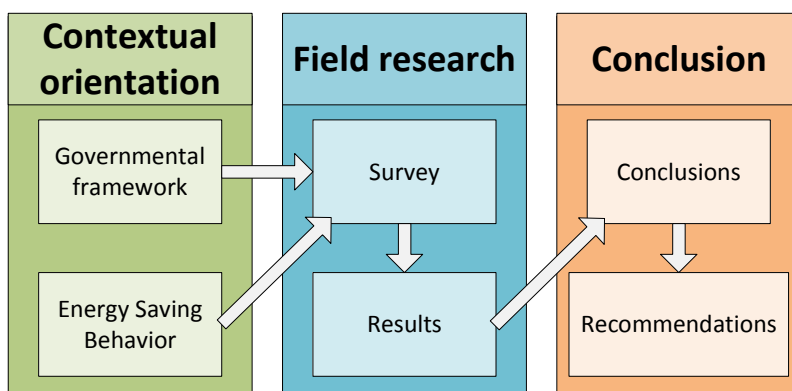 Contextual
orientation
Field research
Conclusion
Governmental
framework
Survey
Conclusions
Energy Saving
Behavior
Results
Recommendations